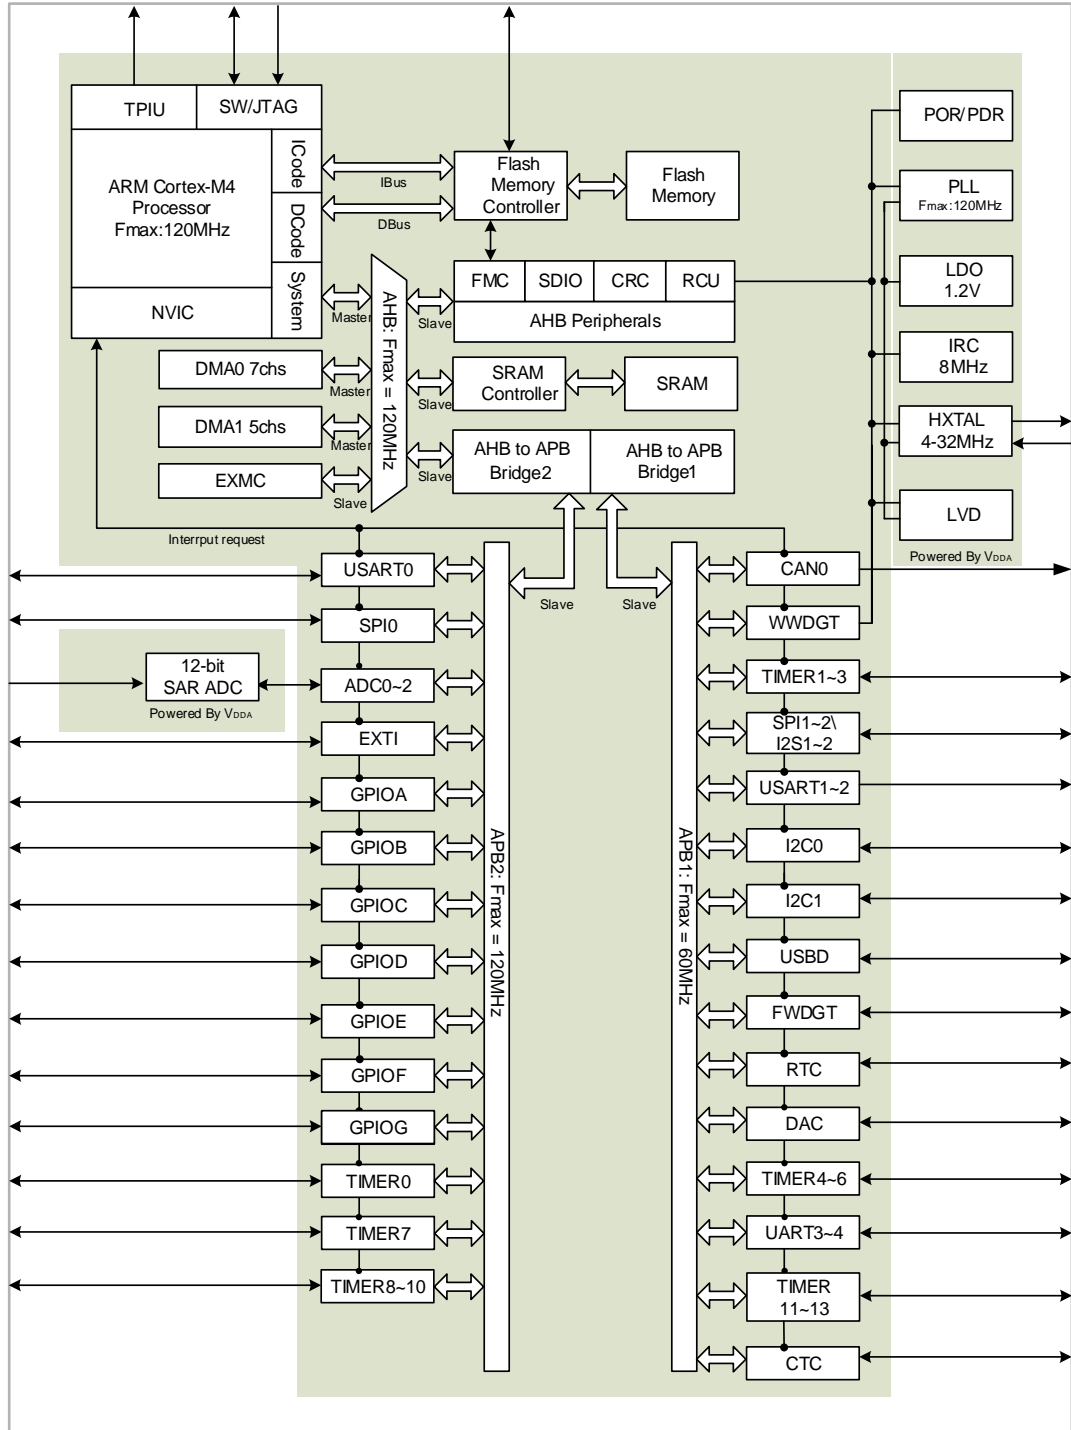 TPIU
SW/JTAG
ARM Cortex-M4
Processor
Fmax:120MHz
ICode
DCode
System
NVIC
IBus
DBus
Flash
Memory
Controller
Flash
Memory
FMC
SDIO
CRC
RCU
AHB Peripherals
Master
Slave
AHB: Fmax = 120MHz
DMA0 7chs
Master
SRAM
Controller
SRAM
Slave
DMA1 5chs
Master
AHB to APB
Bridge2
AHB to APB
Bridge1
Slave
EXMC
Slave
Interrput request
POR/PDR
PLL
Fmax:120MHz
LDO
1.2V
IRC
8MHz
HXTAL
4-32MHz
LVD
Powered By VDDA
USART0
SPI0
12-bit
SAR ADC
Powered By VDDA
ADC0~2
EXTI
GPIOA
GPIOB
GPIOC
GPIOD
GPIOE
GPIOF
GPIOG
TIMER0
TIMER7
TIMER8~10
APB2: Fmax = 120MHz
Slave
Slave
APB1: Fmax = 60MHz
CAN0
WWDGT
TIMER1~3
SPI1~2\
I2S1~2
USART1~2
I2C0
I2C1
USBD
FWDGT
RTC
DAC
TIMER4~6
UART3~4
TIMER
11~13
CTC